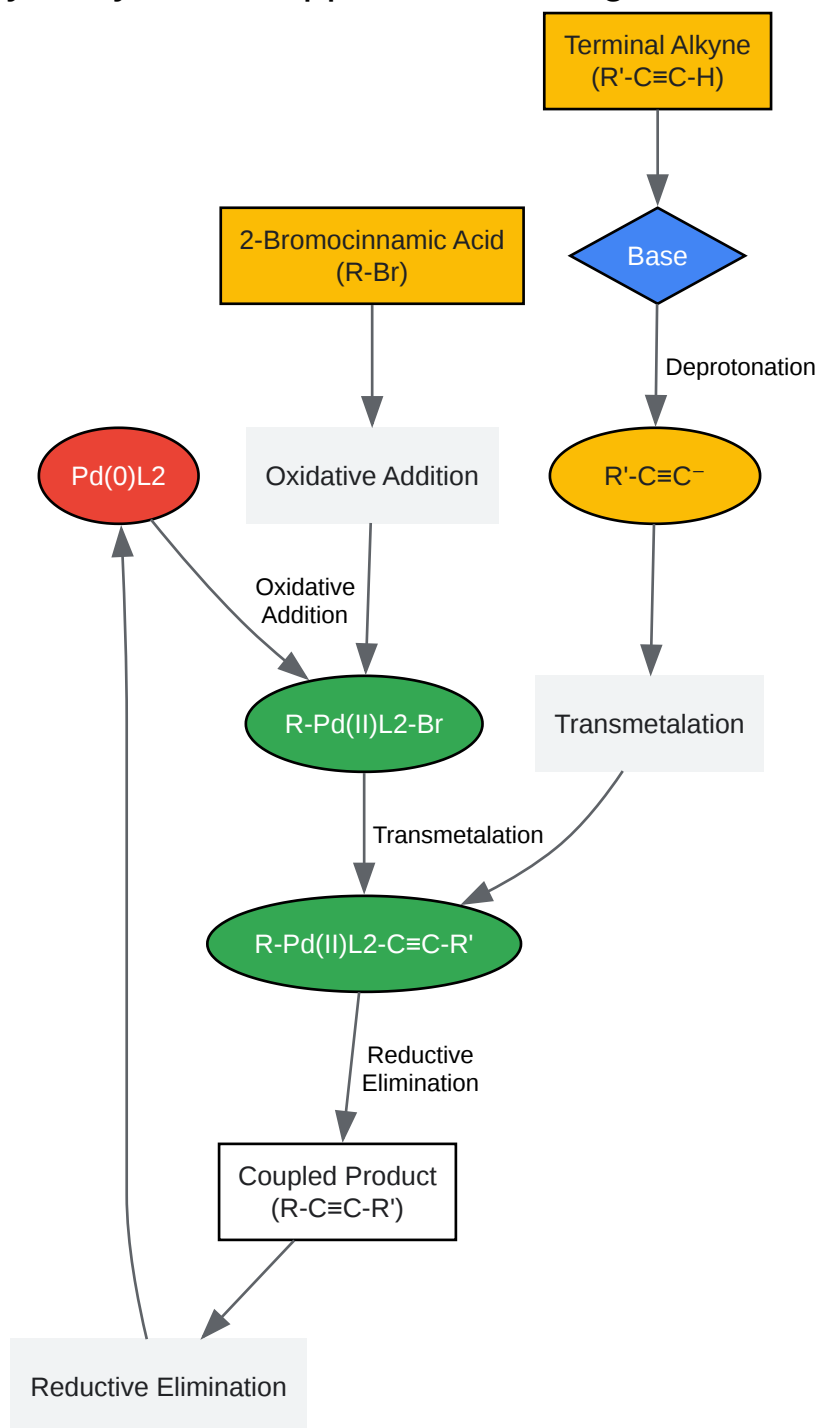 Terminal Alkyne
(R'-C≡C-H)
2-Bromocinnamic Acid
(R-Br)
Base
Deprotonation
Pd(0)L2
Oxidative Addition
R'-C≡C⁻
Oxidative
Addition
R-Pd(II)L2-Br
Transmetalation
Transmetalation
R-Pd(II)L2-C≡C-R'
Reductive
Elimination
Coupled Product
(R-C≡C-R')
Reductive Elimination